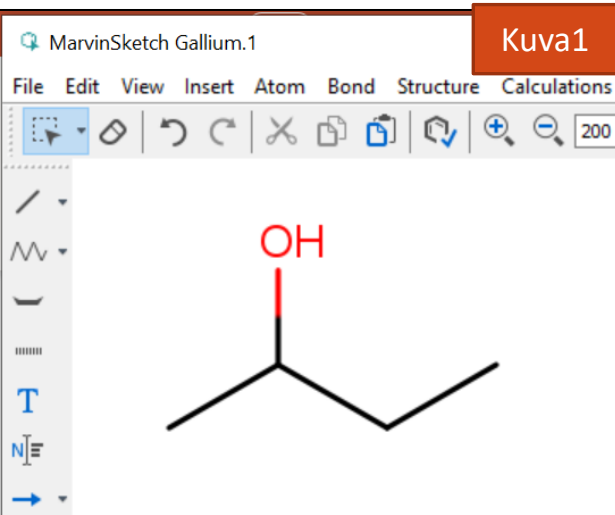 Kuva1
MarvinSketch Gallium.1
File Edit View Insert Atom Bond Structure Calculations
200
OH
T
N